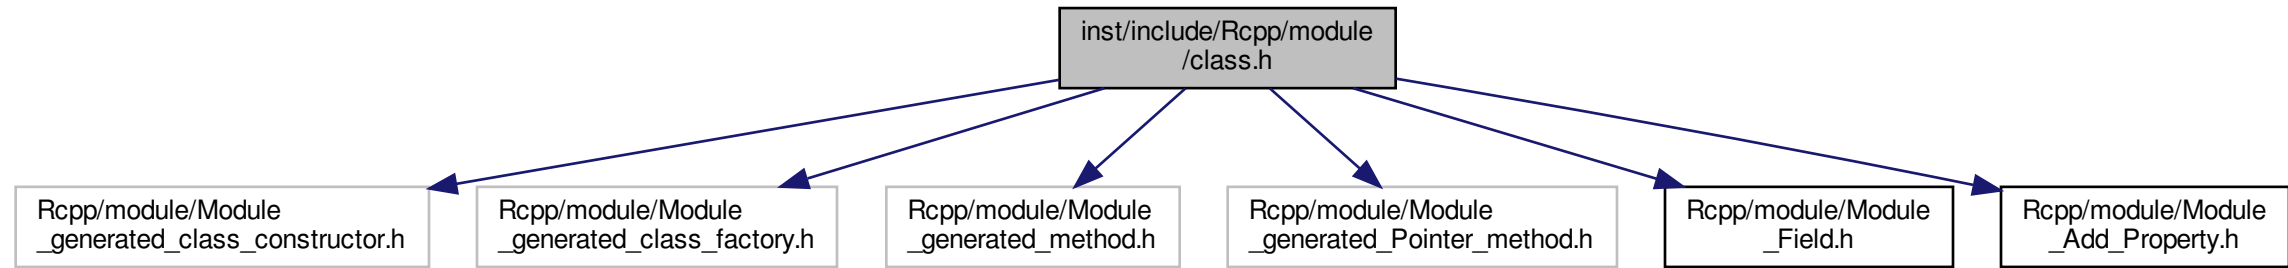 inst/include/Rcpp/module
/class.h
Rcpp/module/Module
_generated_class_constructor.h
Rcpp/module/Module
_generated_class_factory.h
Rcpp/module/Module
_generated_method.h
Rcpp/module/Module
_generated_Pointer_method.h
Rcpp/module/Module
_Field.h
Rcpp/module/Module
_Add_Property.h